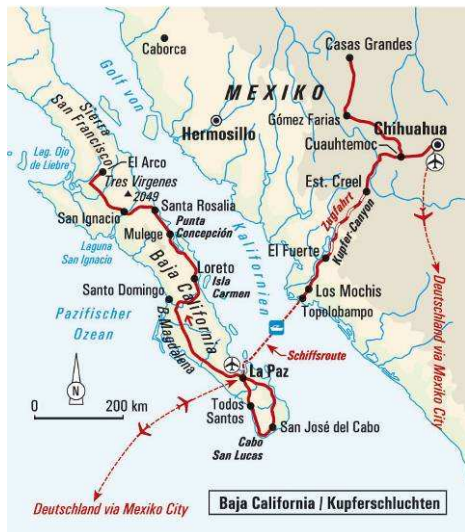 Caborca
Casas Grandes
Golf von
MEXIKO
Gómez Farias
Hermosillo
Chihuahua
Cuauhtemoc
Sierra
San Francisco
Leg. Ojo
de Liebre
El Arco
Tres Virgenes
2049
Est. Creel
Zugfahrt
Kupfer-Canyon
Santa Rosalia
San Ignacio
Punta
Concepción
Mulege
Kalifornien
El Fuerte
Laguna
San Ignacio
Loreto
Isla
Carmen
Baja California
Santo Domingo
Los Mochis
Topolobampo
Pazifischer
Ozean
B. Magdalena
Schiffsroute
Deutschland via Mexiko City
N
La Paz
0 200 km
Todos
Santos
San José del Cabo
Cabo
San Lucas
Deutschland via Mexiko City
Baja California / Kupferschluchten